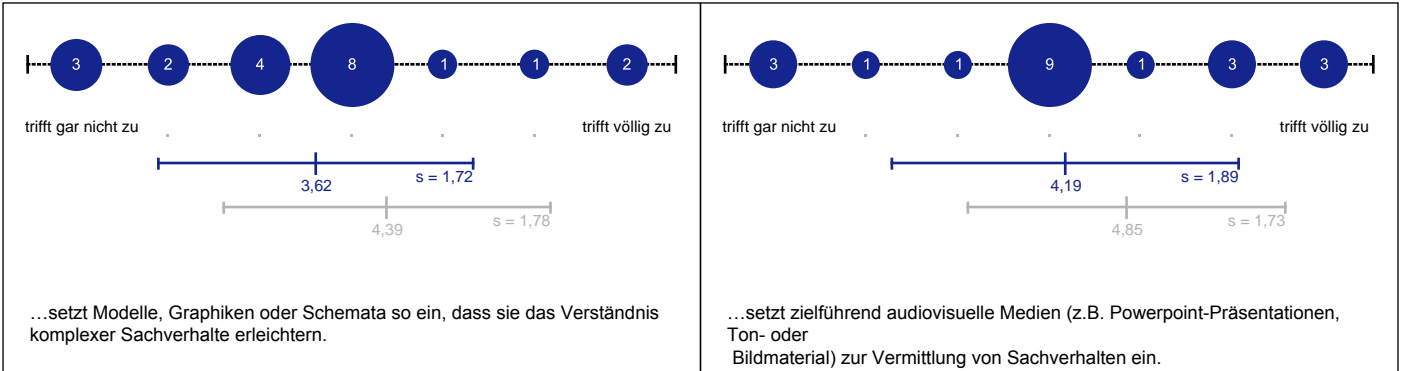 3 2 4 8 1 1 2
trifft gar nicht zu trifft völlig zu
s = 1,72
3,62
s = 1,78
4,39
…setzt Modelle, Graphiken oder Schemata so ein, dass sie das Verständnis
komplexer Sachverhalte erleichtern.
3 1 1 9 1 3 3
trifft gar nicht zu trifft völlig zu
s = 1,89
4,19
s = 1,73
4,85
…setzt zielführend audiovisuelle Medien (z.B. Powerpoint-Präsentationen,
Ton- oder
Bildmaterial) zur Vermittlung von Sachverhalten ein.